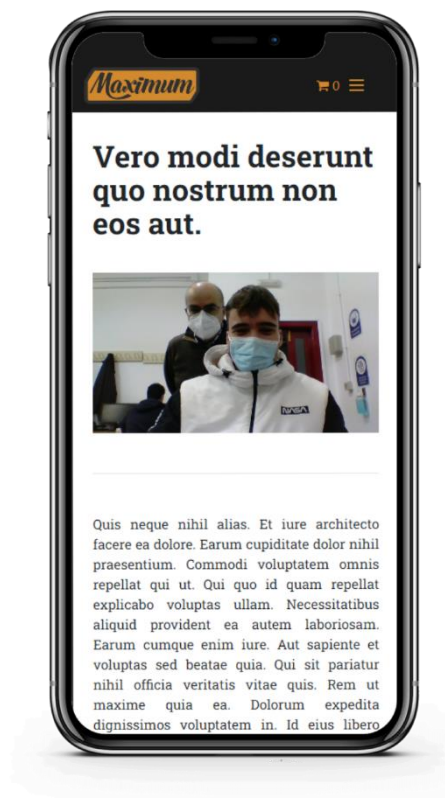 Maximum
0
Vero modi deserunt
quo nostrum non
eos aut.
NASA
Quis neque nihil alias. Et iure architecto
facere ea dolore. Earum cupiditate dolor nihil
praesentium. Commodi voluptatem omnis
repellat qui ut. Qui quo id quam repellat
explicabo voluptas ullam. Necessitatibus
aliquid provident ea autem laboriosam.
Earum cumque enim iure. Aut sapiente et
voluptas sed beatae quia. Qui sit pariatur
nihil officia veritatis vitae quis. Rem ut
maxime quia ea. Dolorum expedita
dignissimos voluptatem in. Id eius libero